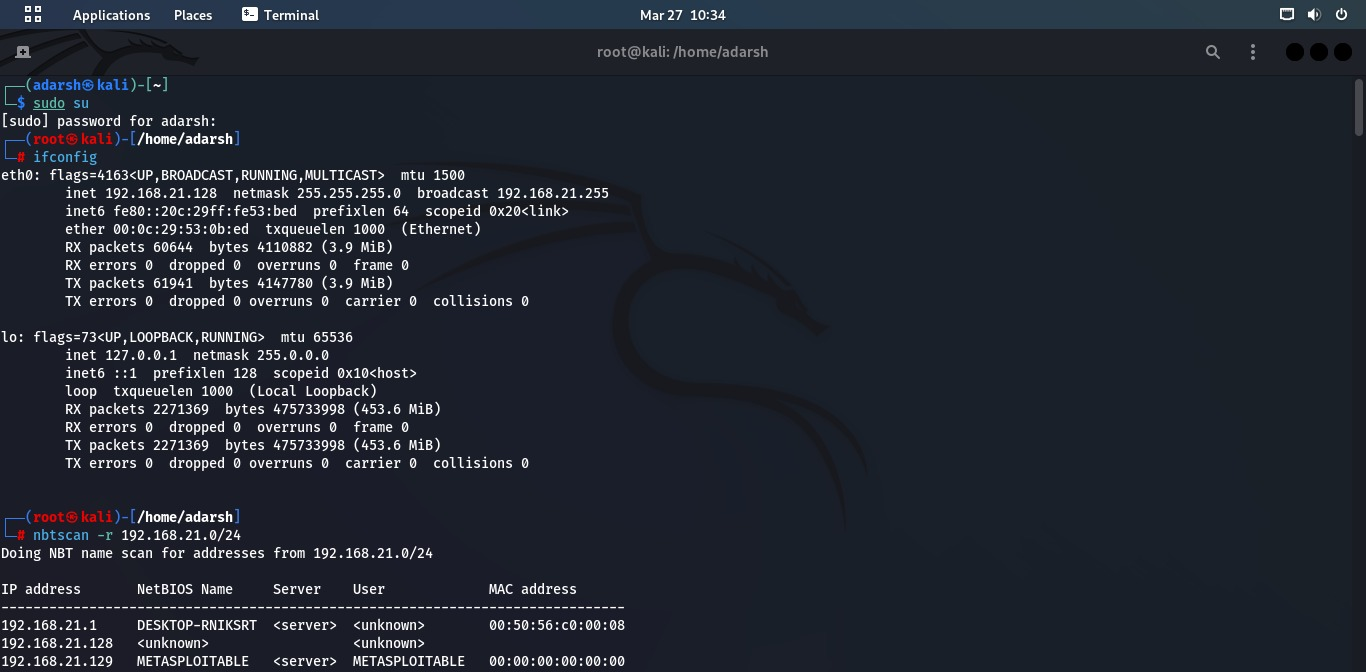 Applications Places Terminal Mar 27 10:34
root@kali: /home/adarsh
┌──(adarsh㉿kali)-[~]
└─$ sudo su
[sudo] password for adarsh:
┌──(root㉿kali)-[/home/adarsh]
└─# ifconfig
eth0: flags=4163<UP,BROADCAST,RUNNING,MULTICAST>  mtu 1500
        inet 192.168.21.128  netmask 255.255.255.0  broadcast 192.168.21.255
        inet6 fe80::20c:29ff:fe53:bed  prefixlen 64  scopeid 0x20<link>
        ether 00:0c:29:53:0b:ed  txqueuelen 1000  (Ethernet)
        RX packets 60644  bytes 4110882 (3.9 MiB)
        RX errors 0  dropped 0  overruns 0  frame 0
        TX packets 61941  bytes 4147780 (3.9 MiB)
        TX errors 0  dropped 0 overruns 0  carrier 0  collisions 0
lo: flags=73<UP,LOOPBACK,RUNNING>  mtu 65536
        inet 127.0.0.1  netmask 255.0.0.0
        inet6 ::1  prefixlen 128  scopeid 0x10<host>
        loop  txqueuelen 1000  (Local Loopback)
        RX packets 2271369  bytes 475733998 (453.6 MiB)
        RX errors 0  dropped 0  overruns 0  frame 0
        TX packets 2271369  bytes 475733998 (453.6 MiB)
        TX errors 0  dropped 0 overruns 0  carrier 0  collisions 0
┌──(root㉿kali)-[/home/adarsh]
└─# nbtscan -r 192.168.21.0/24
Doing NBT name scan for addresses from 192.168.21.0/24
IP address       NetBIOS Name     Server    User             MAC address
------------------------------------------------------------------------------
192.168.21.1     DESKTOP-RNIKSRT  <server>  <unknown>        00:50:56:c0:00:08
192.168.21.128   <unknown>                  <unknown>
192.168.21.129   METASPLOITABLE   <server>  METASPLOITABLE   00:00:00:00:00:00